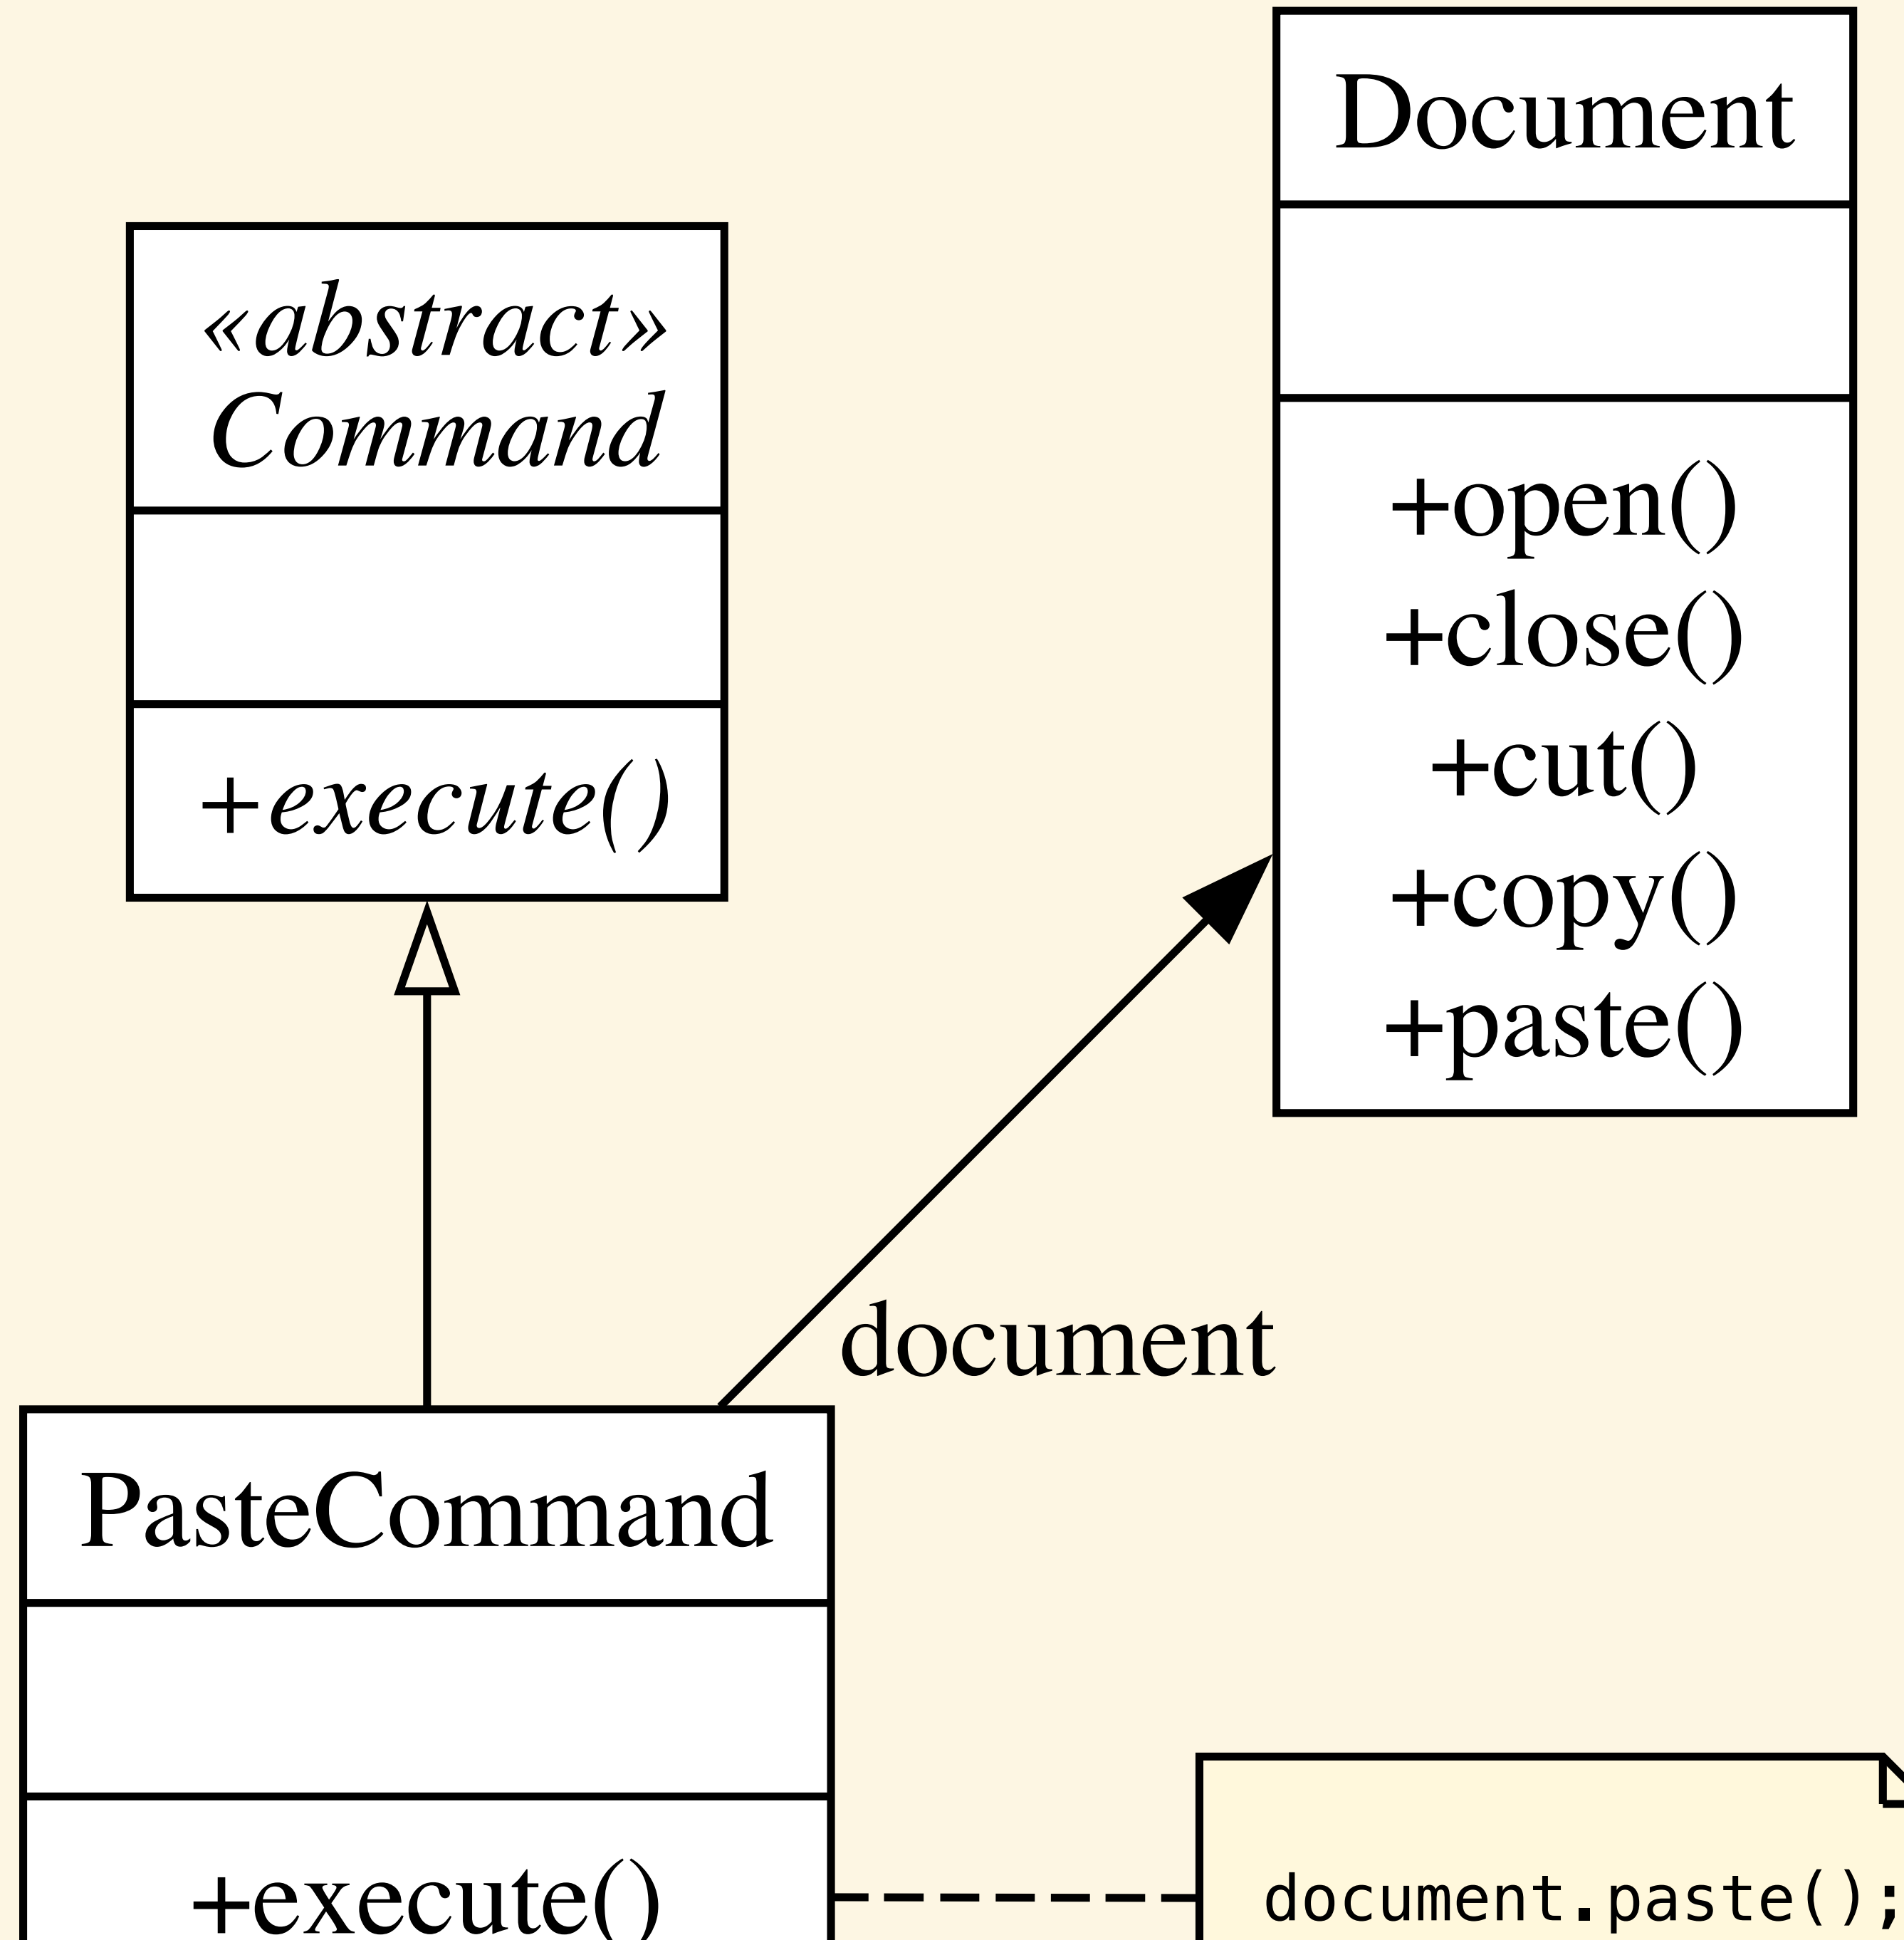 Document
+open()
+close()
+cut()
+copy()
+paste()
«abstract»
Command
+execute()
document
PasteCommand
+execute()
document.paste();